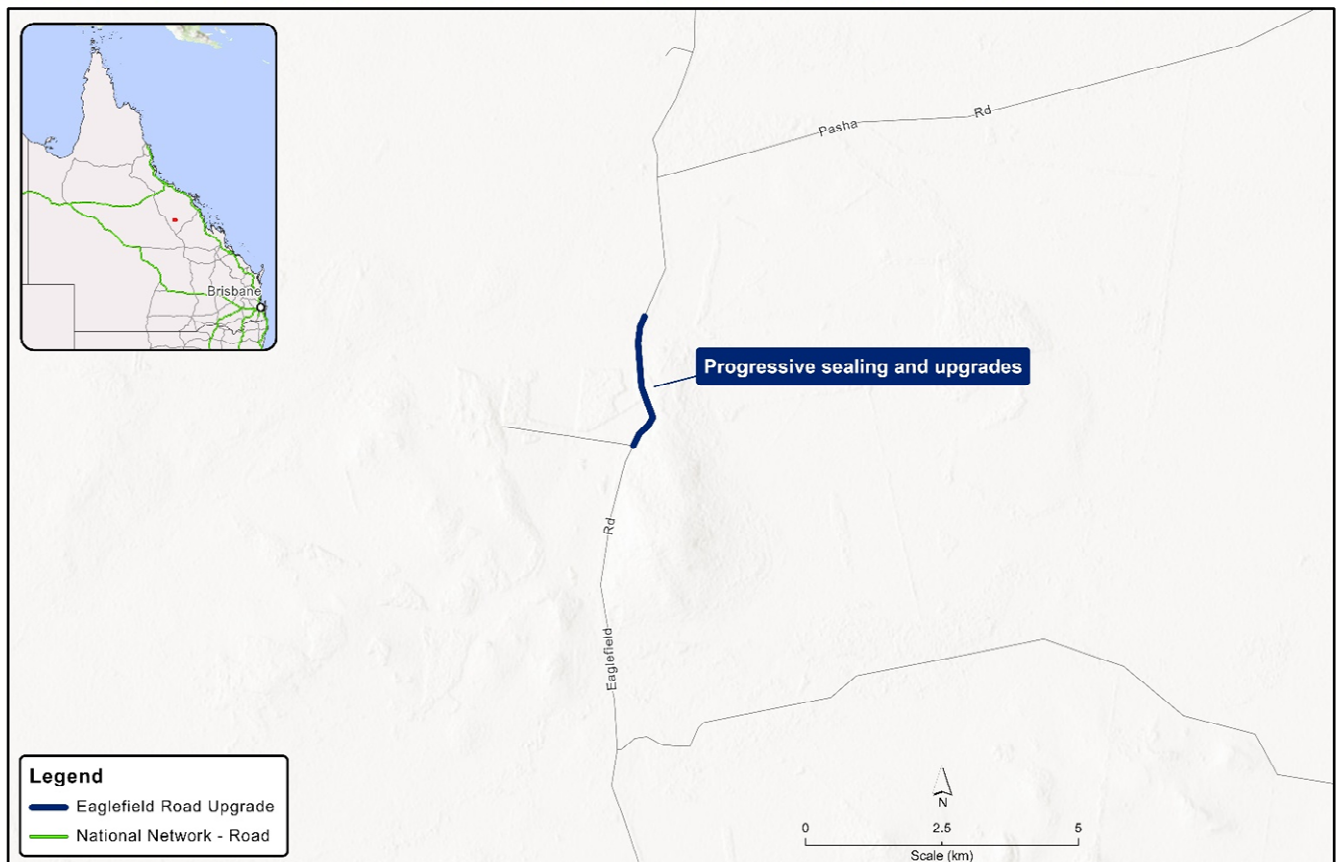 Brisbane
Pasha
Rd
Progressive sealing and upgrades
Rd
Eaglefield
Legend
Eaglefield Road Upgrade
National Network - Road
N
0 2.5 5
Scale (km)